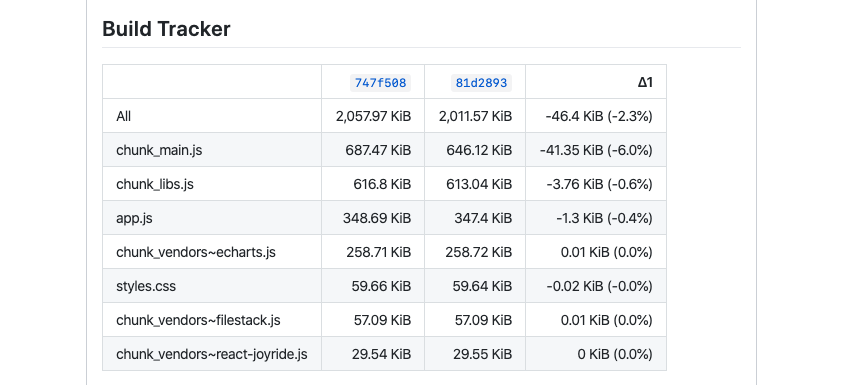 Build Tracker
747f508 81d2893 Δ1
All 2,057.97 KiB 2,011.57 KiB -46.4 KiB (-2.3%)
chunk_main.js 687.47 KiB 646.12 KiB -41.35 KiB (-6.0%)
chunk_libs.js 616.8 KiB 613.04 KiB -3.76 KiB (-0.6%)
app.js 348.69 KiB 347.4 KiB -1.3 KiB (-0.4%)
chunk_vendors~echarts.js 258.71 KiB 258.72 KiB 0.01 KiB (0.0%)
styles.css 59.66 KiB 59.64 KiB -0.02 KiB (-0.0%)
chunk_vendors~filestack.js 57.09 KiB 57.09 KiB 0.01 KiB (0.0%)
chunk_vendors~react-joyride.js 29.54 KiB 29.55 KiB 0 KiB (0.0%)